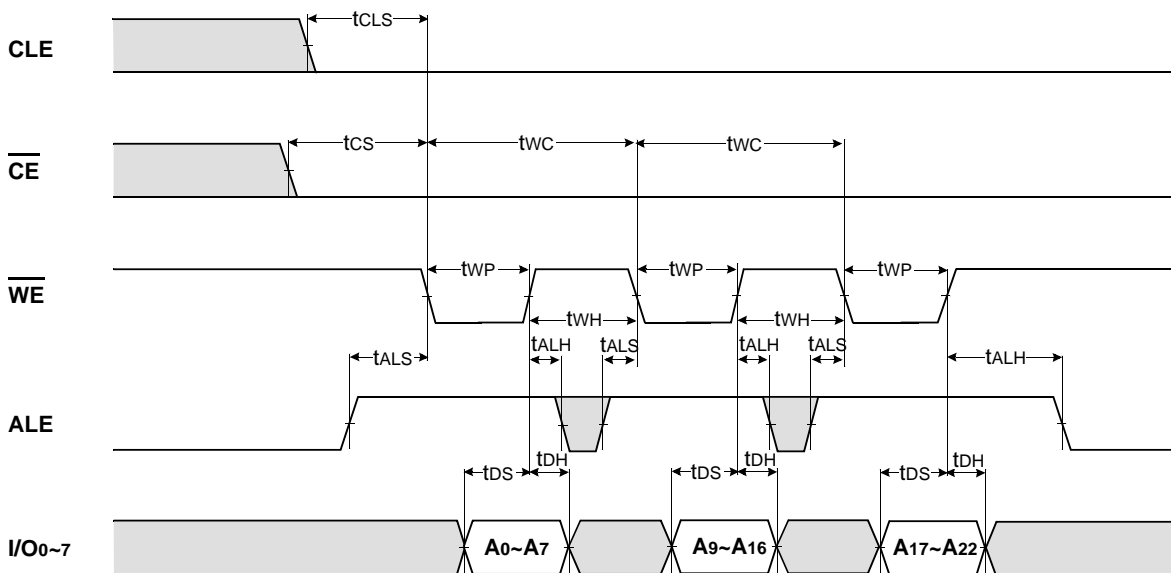 CLE
tCLS
CE
tCS
tWC
tWC
WE
tWP
tWP
tWP
tWH
tWH
tALS
tALH
tALS
tALH
tALS
tALH
ALE
tDS
tDH
tDS
tDH
tDS
tDH
I/O0~7
A0~A7
A9~A16
A17~A22